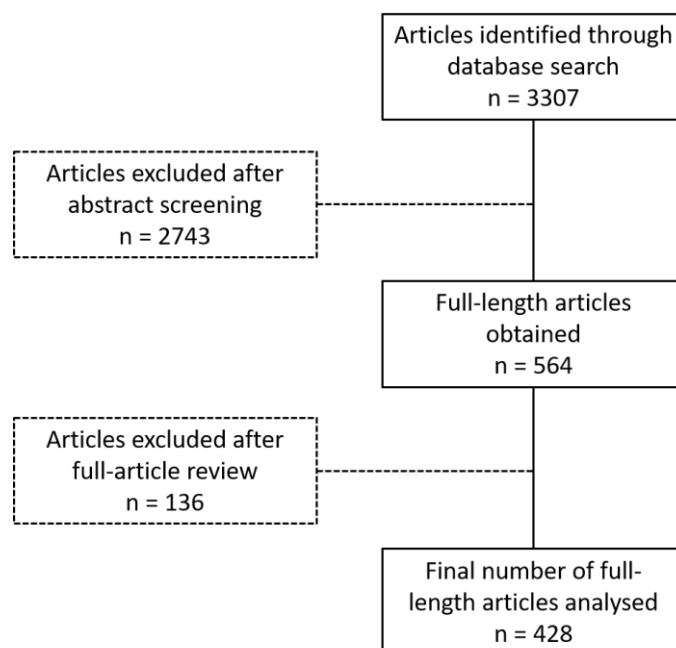 Articles identified through
database search
n = 3307
Articles excluded after
abstract screening
n = 2743
Full-length articles
obtained
n = 564
Articles excluded after
full-article review
n = 136
Final number of full-
length articles analysed
n = 428